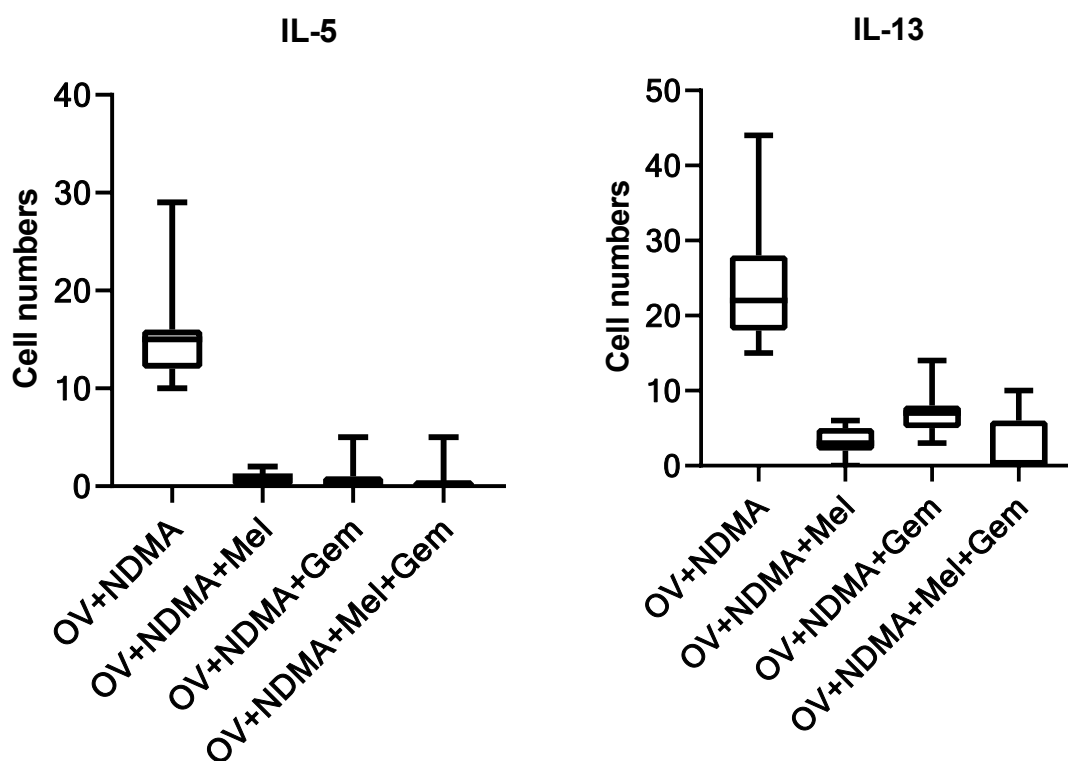 IL-5
Cell numbers
40
30
20
10
0
OV+NDMA
OV+NDMA+Mel
OV+NDMA+Gem
OV+NDMA+Mel+Gem
IL-13
Cell numbers
50
40
30
20
10
0
OV+NDMA
OV+NDMA+Mel
OV+NDMA+Gem
OV+NDMA+Mel+Gem